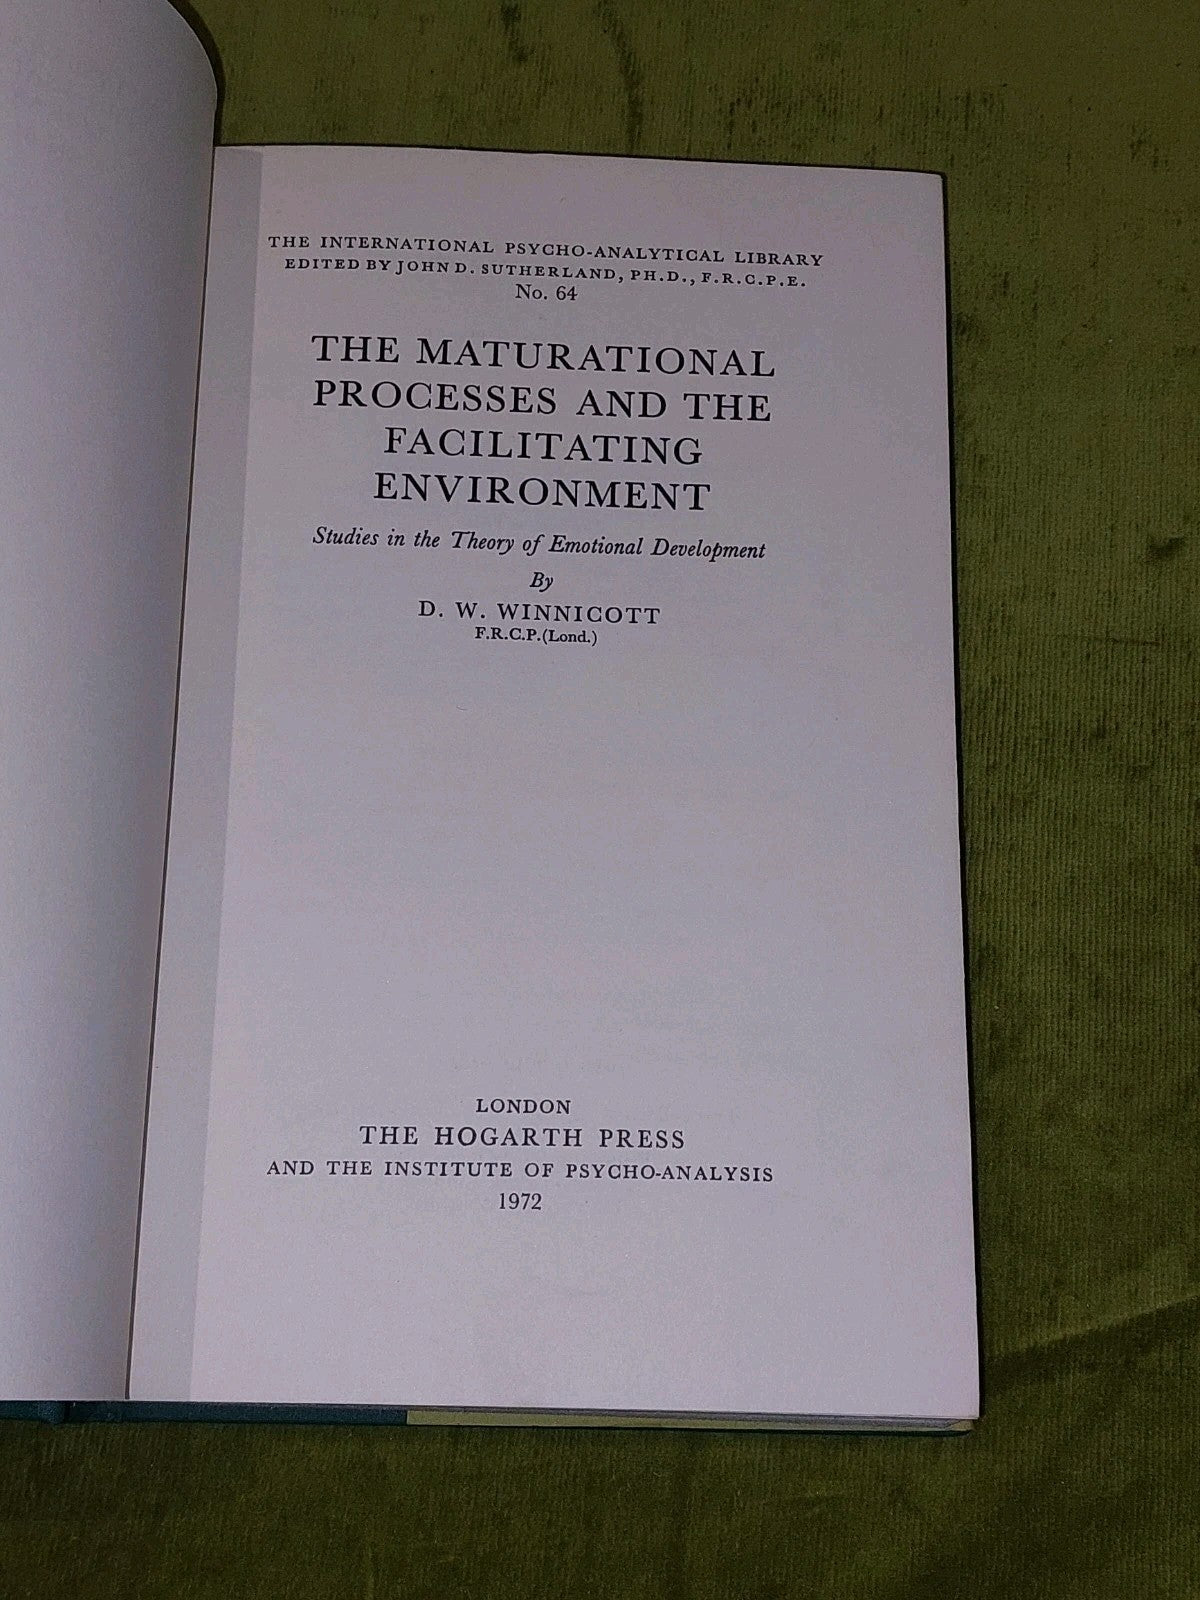 THE INTERNATIONAL PSYCHO-ANALYTICAL LIBRARY
EDITED BY JOHN D. SUTHERLAND, PH.D., F.R.C.P.E.
No. 64
THE MATURATIONAL
PROCESSES AND THE
FACILITATING
ENVIRONMENT
Studies in the Theory of Emotional Development
By
D. W. WINNICOTT
F.R.C.P.(Lond.)
LONDON
THE HOGARTH PRESS
AND THE INSTITUTE OF PSYCHO-ANALYSIS
1972